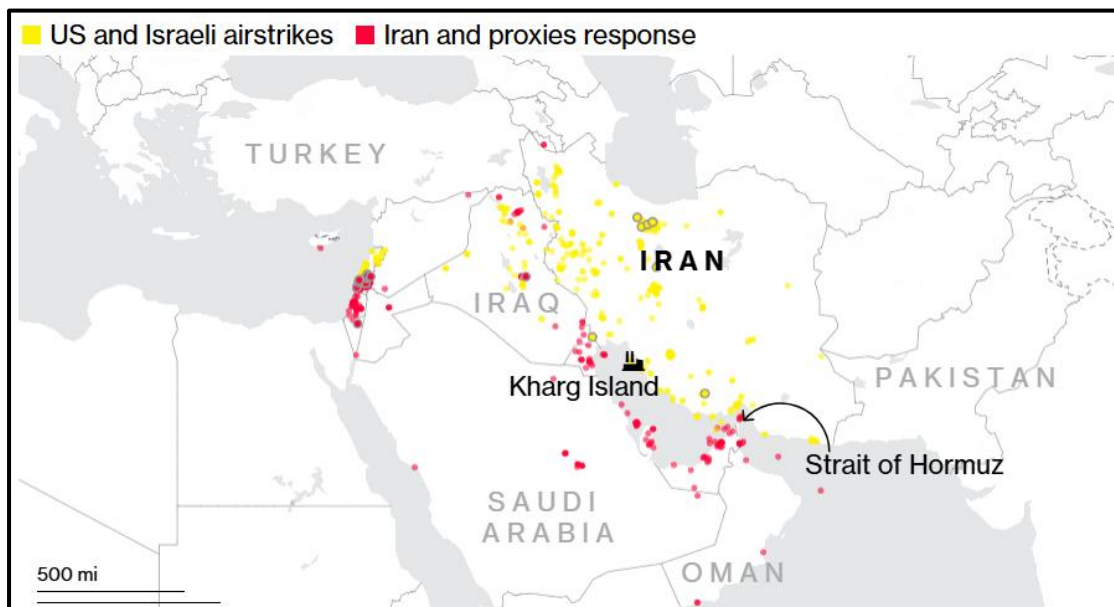 US and Israeli airstrikes
Iran and proxies response
TURKEY
IRAN
IRAQ
Kharg Island
PAKISTAN
Strait of Hormuz
SAUDI
ARABIA
500 mi
OMAN